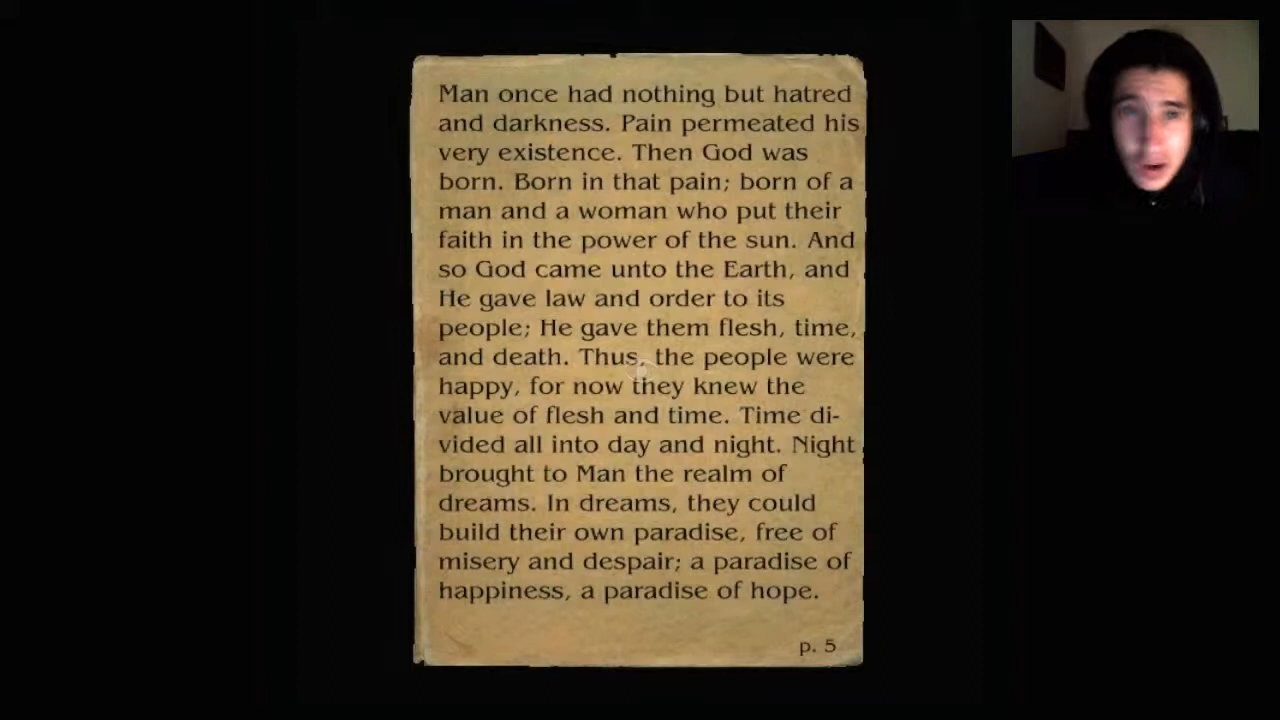 Man once had nothing but hatred
and darkness. Pain permeated his
very existence. Then God was
born. Born in that pain; born of a
man and a woman who put their
faith in the power of the sun. And
so God came unto the Earth, and
He gave law and order to its
people; He gave them flesh, time,
and death. Thus, the people were
happy, for now they knew the
value of flesh and time. Time di-
vided all into day and night. Night
brought to Man the realm of
dreams. In dreams, they could
build their own paradise, free of
misery and despair; a paradise of
happiness, a paradise of hope.
p. 5